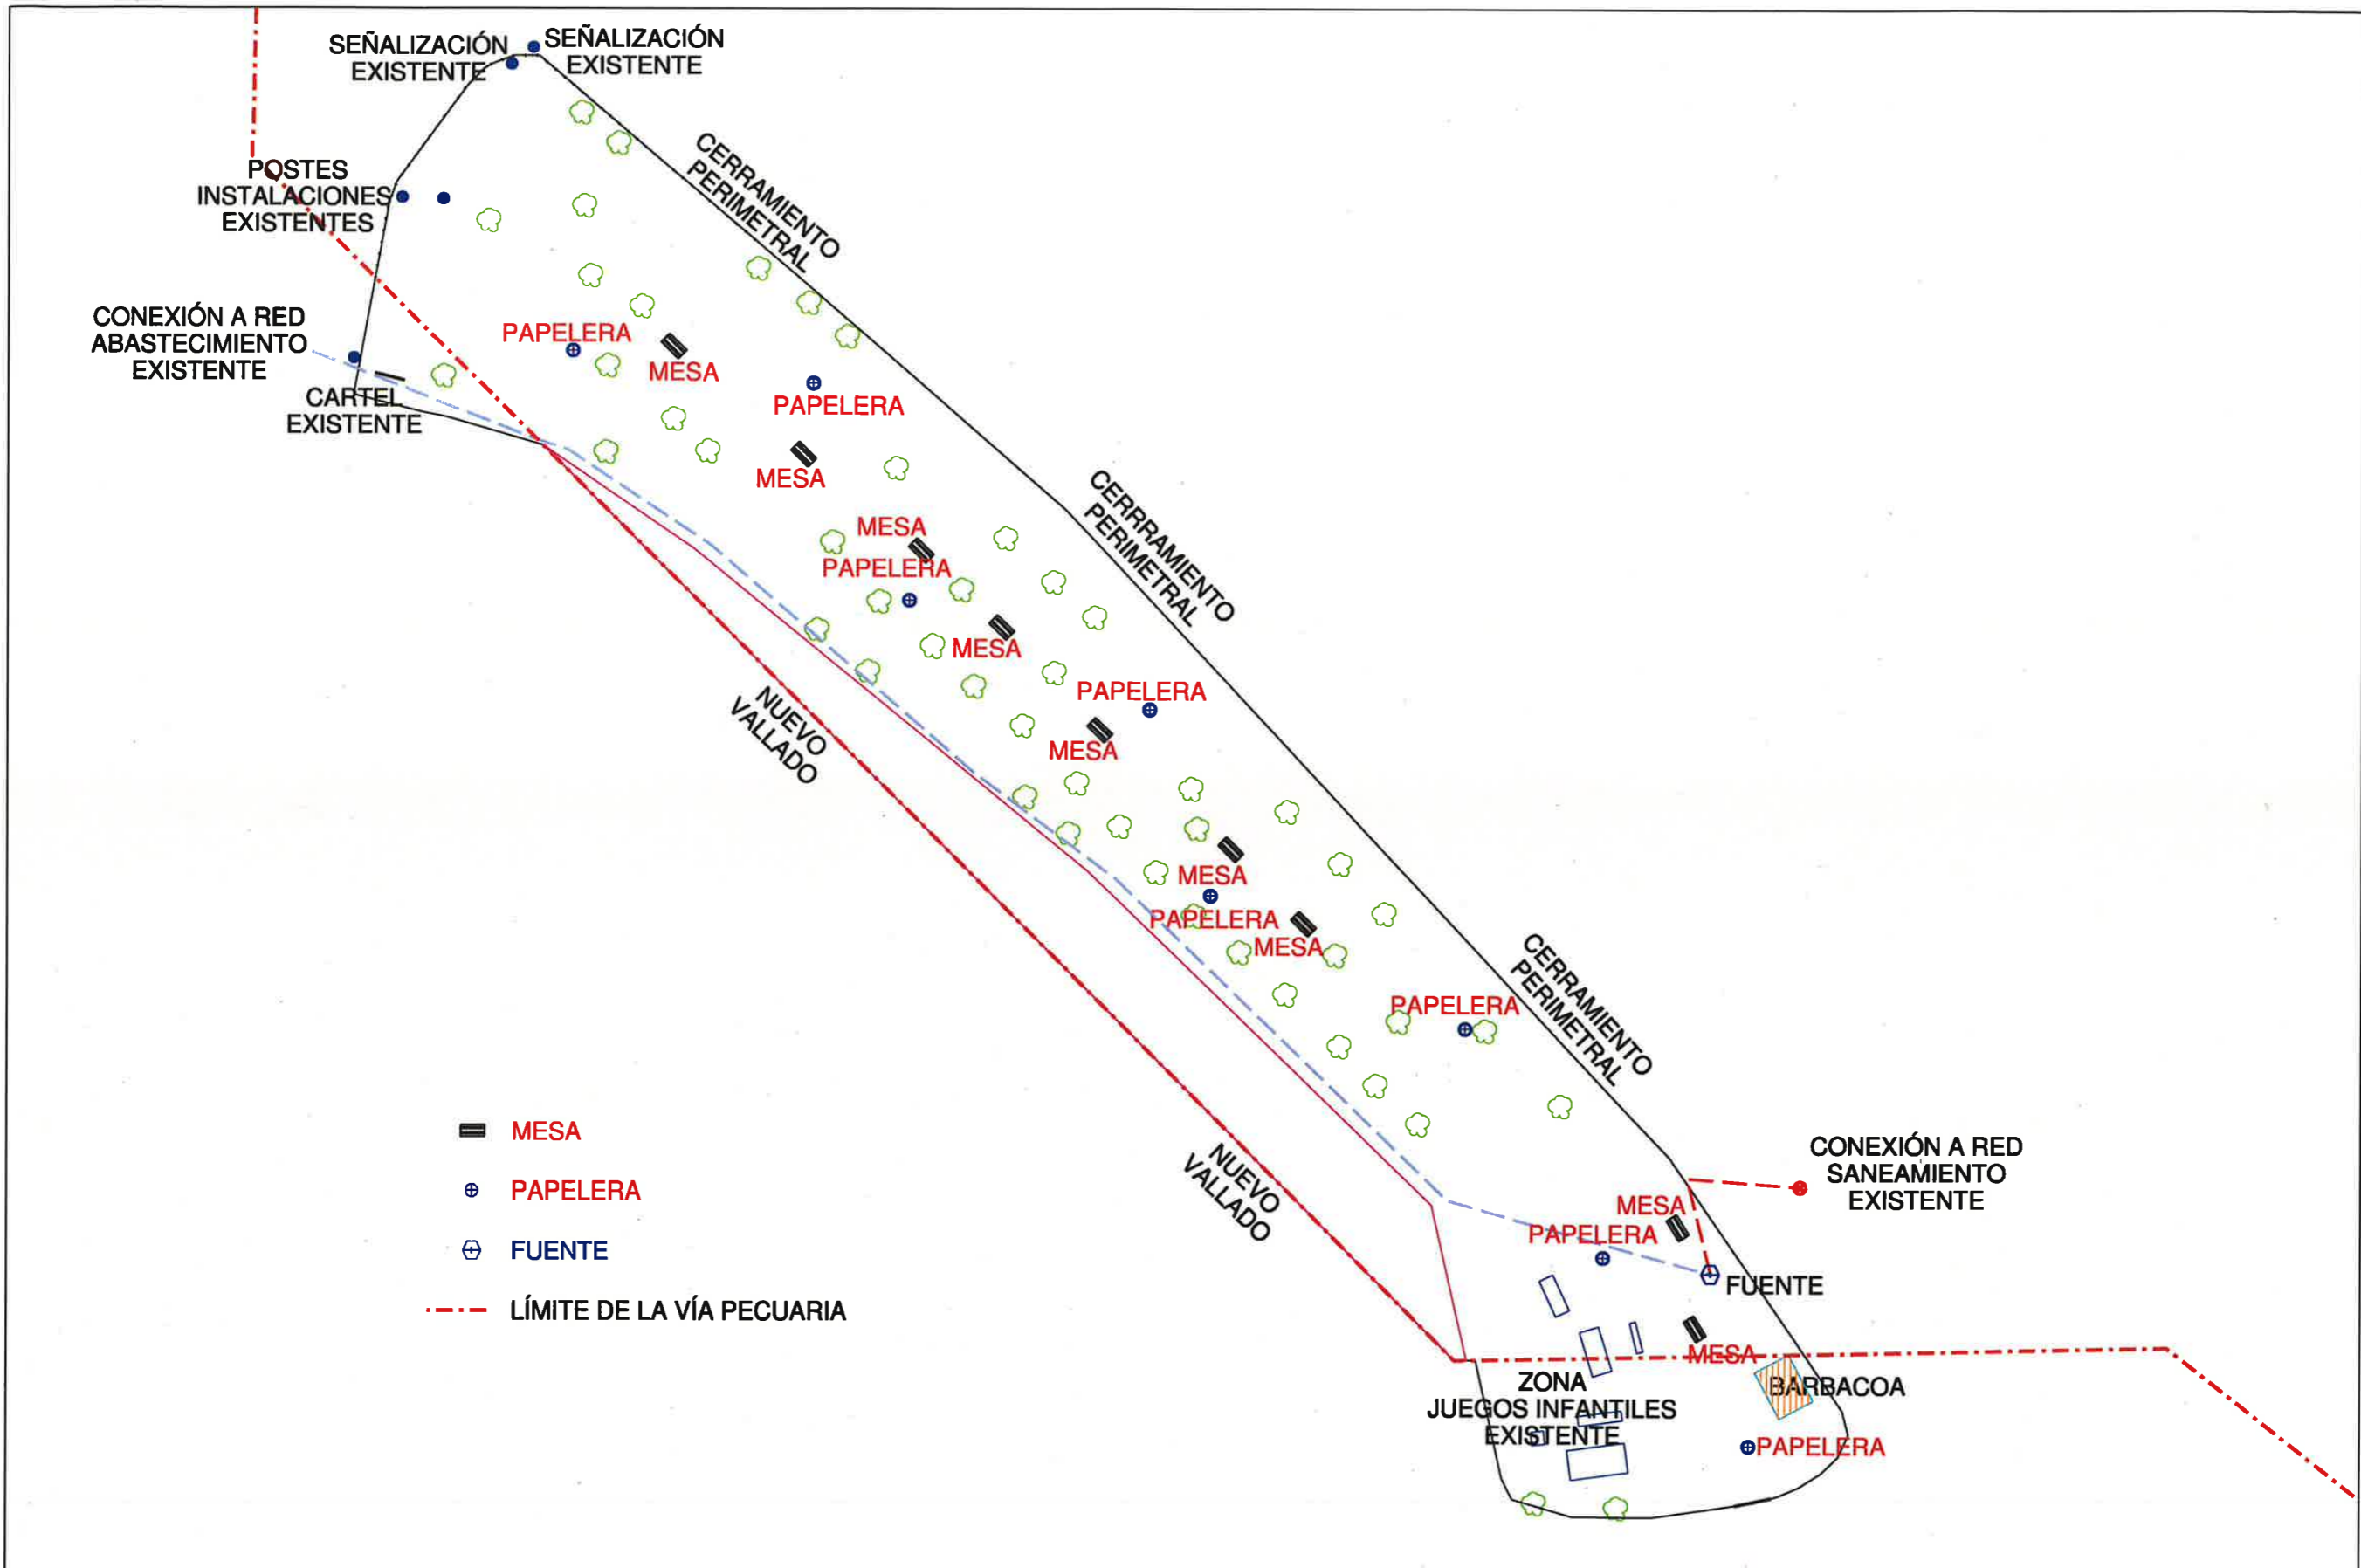 SEÑALIZACIÓN
EXISTENTE
SEÑALIZACIÓN
EXISTENTE
CERRAMIENTO
PERIMETRAL
POSTES
INSTALACIONES
EXISTENTES
CONEXIÓN A RED
ABASTECIMIENTO
EXISTENTE
PAPELERA
MESA
CARTEL
EXISTENTE
PAPELERA
MESA
MESA
PAPELERA
CERRRAMIENTO
PERIMETRAL
MESA
PAPELERA
MESA
NUEVO
VALLADO
MESA
PAPELERA
MESA
PAPELERA
CERRAMIENTO
PERIMETRAL
MESA
PAPELERA
FUENTE
LÍMITE DE LA VÍA PECUARIA
NUEVO
VALLADO
CONEXIÓN A RED
SANEAMIENTO
EXISTENTE
MESA
PAPELERA
FUENTE
MESA
BARBACOA
ZONA
JUEGOS INFANTILES
EXISTENTE
PAPELERA